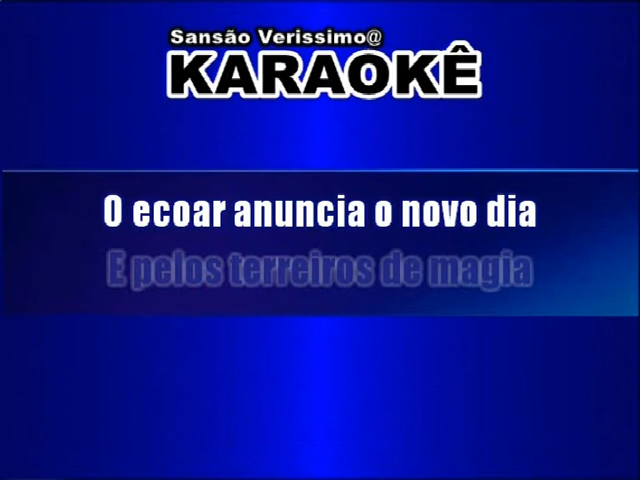 Sansão Verissimo@
KARAOKÊ
O ecoar anuncia o novo dia
E pelos terreiros de magia